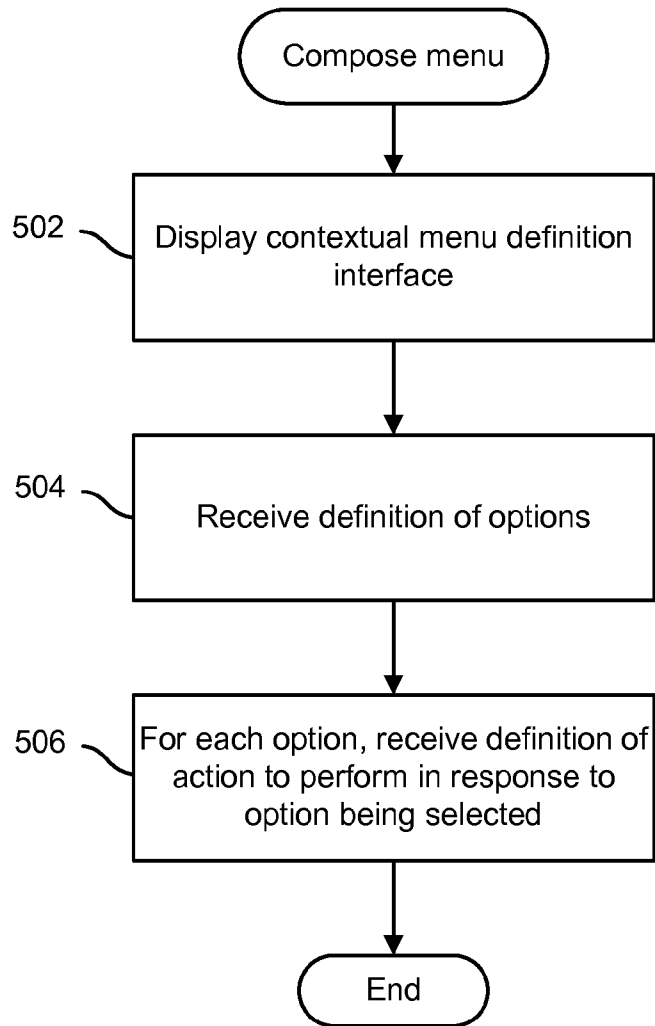 Compose menu
502
Display contextual menu definition
interface
504
Receive definition of options
506
For each option, receive definition of
action to perform in response to
option being selected
End